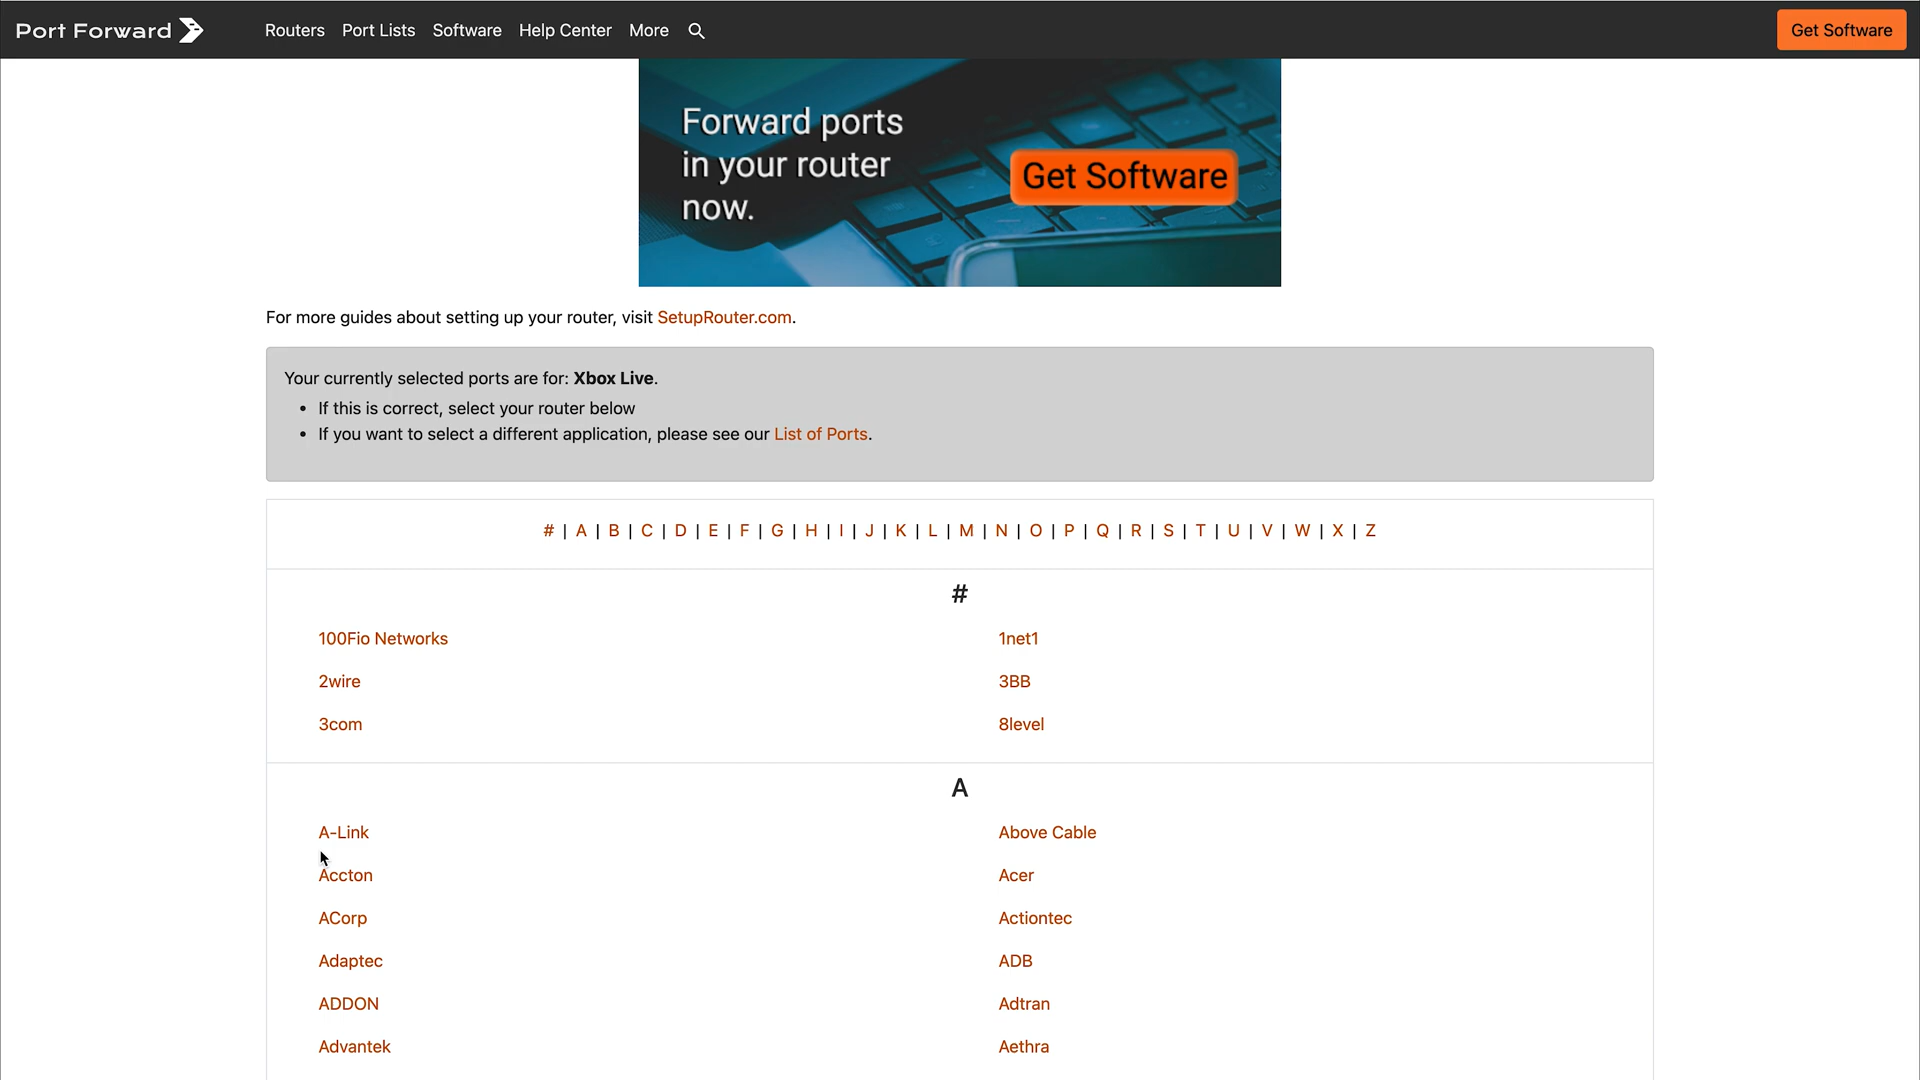 Port Forward
Routers Port Lists Software Help Center More
Get Software
Forward ports
in your router
now.
Get Software
For more guides about setting up your router, visit SetupRouter.com.
Your currently selected ports are for: Xbox Live.
• If this is correct, select your router below
• If you want to select a different application, please see our List of Ports.
# | A | B | C | D | E | F | G | H | I | J | K | L | M | N | O | P | Q | R | S | T | U | V | W | X | Z
#
100Fio Networks 1net1
2wire 3BB
3com 8level
A
A-Link Above Cable
Accton Acer
ACorp Actiontec
Adaptec ADB
ADDON Adtran
Advantek Aethra